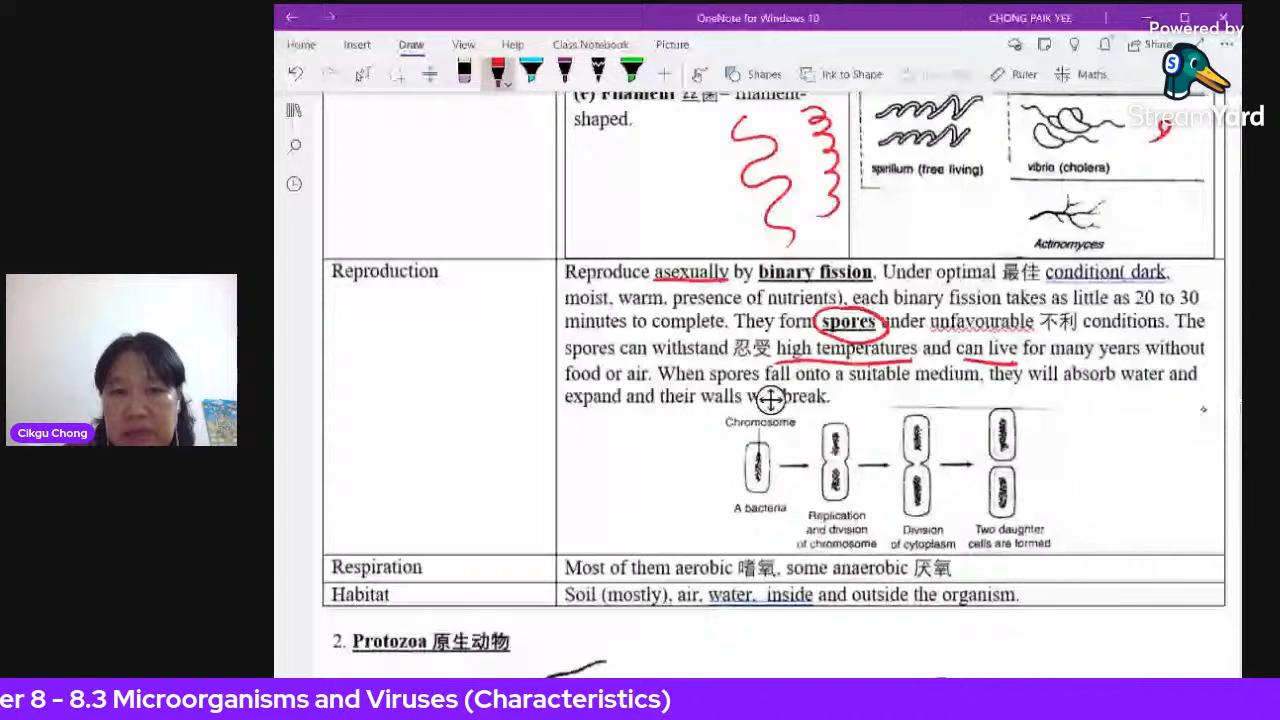 OneNote for Windows 10
CHONG PAIK YEE
Powered by
StreamYard
Home Insert Draw View Help Class Notebook Picture
Share
Shapes
Ink to Shape
Ruler
Maths
(e) Filament 丝菌= filament-
shaped.
spirillum (free living)
vibrio (cholera)
Actinomyces
Reproduction
Reproduce asexually by binary fission. Under optimal 最佳 condition( dark,
moist, warm, presence of nutrients), each binary fission takes as little as 20 to 30
minutes to complete. They form spores under unfavourable 不利 conditions. The
spores can withstand 忍受 high temperatures and can live for many years without
food or air. When spores fall onto a suitable medium, they will absorb water and
expand and their walls break.
Chromosome
A bacteria
Replication
and division
of chromosome
Division
of cytoplasm
Two daughter
cells are formed
Respiration
Most of them aerobic 嗜氧, some anaerobic 厌氧
Habitat
Soil (mostly), air, water, inside and outside the organism.
2. Protozoa 原生动物
Cikgu Chong
er 8 - 8.3 Microorganisms and Viruses (Characteristics)